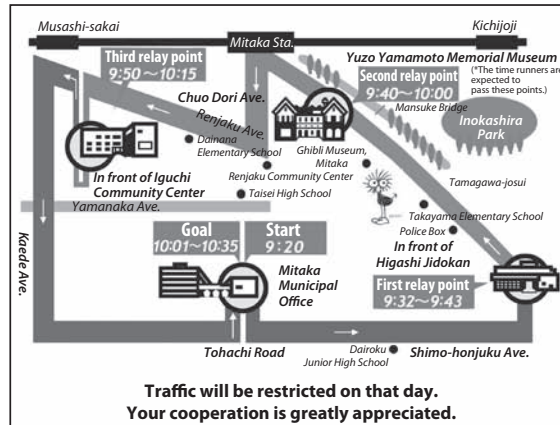 Musashi-sakai
Mitaka Sta.
Kichijoji
Third relay point
9:50～10:15
Yuzo Yamamoto Memorial Museum
Second relay point
9:40～10:00
(*The time runners are
expected to
pass these points.)
Chuo Dori Ave.
Renjaku Ave.
Mansuke Bridge
Inokashira
Park
Dainana
Elementary School
Ghibli Museum,
Mitaka
Renjaku Community Center
In front of Iguchi
Community Center
Taisei High School
Tamagawa-josui
Yamanaka Ave.
Takayama Elementary School
Police Box
Goal
10:01～10:35
Start
9:20
In front of
Higashi Jidokan
Kaede Ave.
Mitaka
Municipal
Office
First relay point
9:32～9:43
Tohachi Road
Dairoku
Junior High School
Shimo-honjuku Ave.
Traffic will be restricted on that day.
Your cooperation is greatly appreciated.